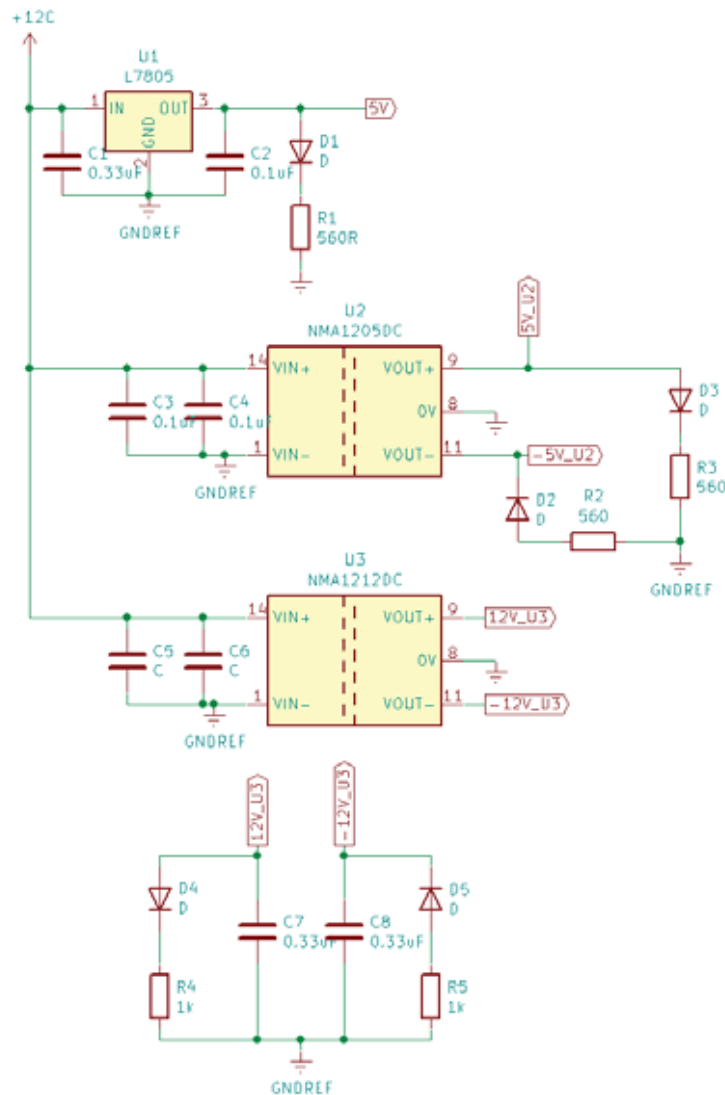 +12C
U1
L7805
1 IN OUT 3
GND
2
C1
0.33uF
C2
0.1uF
5V
D1
D
R1
560R
GNDREF
U2
NMA1205DC
14 VIN+ VOUT+ 9
0V 8
1 VIN- VOUT- 11
C3
0.1uF
C4
0.1uF
GNDREF
5V_U2
-5V_U2
D3
D
R3
560
D2
D
R2
560
GNDREF
U3
NMA1212DC
14 VIN+ VOUT+ 9
0V 8
1 VIN- VOUT- 11
C5
C
C6
C
GNDREF
12V_U3
-12V_U3
12V_U3
-12V_U3
D4
D
C7
0.33uF
C8
0.33uF
D5
D
R4
1k
R5
1k
GNDREF